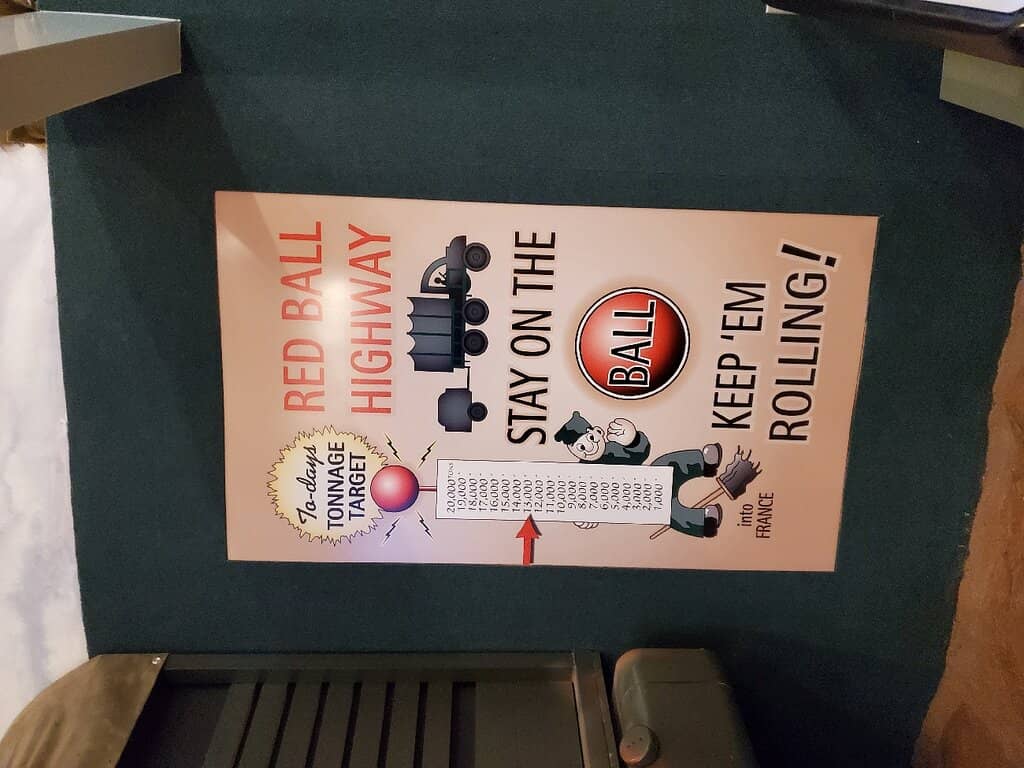 To-days
TONNAGE
TARGET
20,000 TONS
19,000 "
18,000 "
17,000 "
16,000 "
15,000 "
14,000 "
13,000 "
12,000 "
11,000 "
10,000 "
9,000 "
8,000 "
7,000 "
6,000 "
5,000 "
4,000 "
3,000 "
2,000 "
1,000 "
into
FRANCE
RED BALL
HIGHWAY
STAY ON THE
BALL
KEEP 'EM
ROLLING!